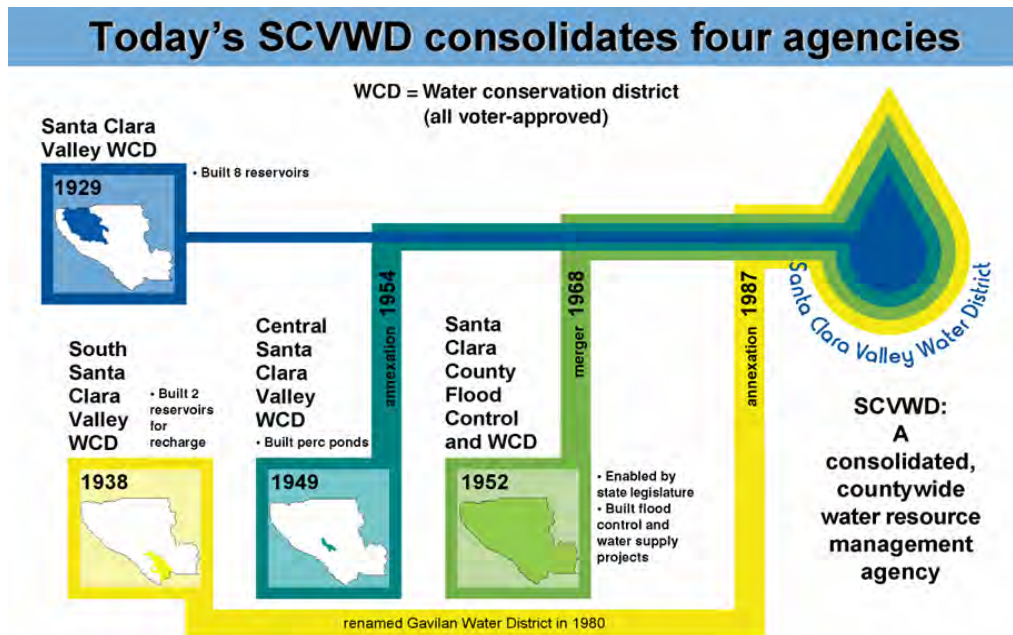 Today's SCVWD consolidates four agencies
WCD = Water conservation district
(all voter-approved)
Santa Clara
Valley WCD
1929
• Built 8 reservoirs
annexation 1954
merger 1968
annexation 1987
Santa Clara Valley Water District
South
Santa
Clara
Valley
WCD
• Built 2
reservoirs
for
recharge
1938
Central
Santa
Clara
Valley
WCD
• Built perc ponds
1949
Santa
Clara
County
Flood
Control
and WCD
1952
• Enabled by
state legislature
• Built flood
control and
water supply
projects
SCVWD:
A
consolidated,
countywide
water resource
management
agency
renamed Gavilan Water District in 1980